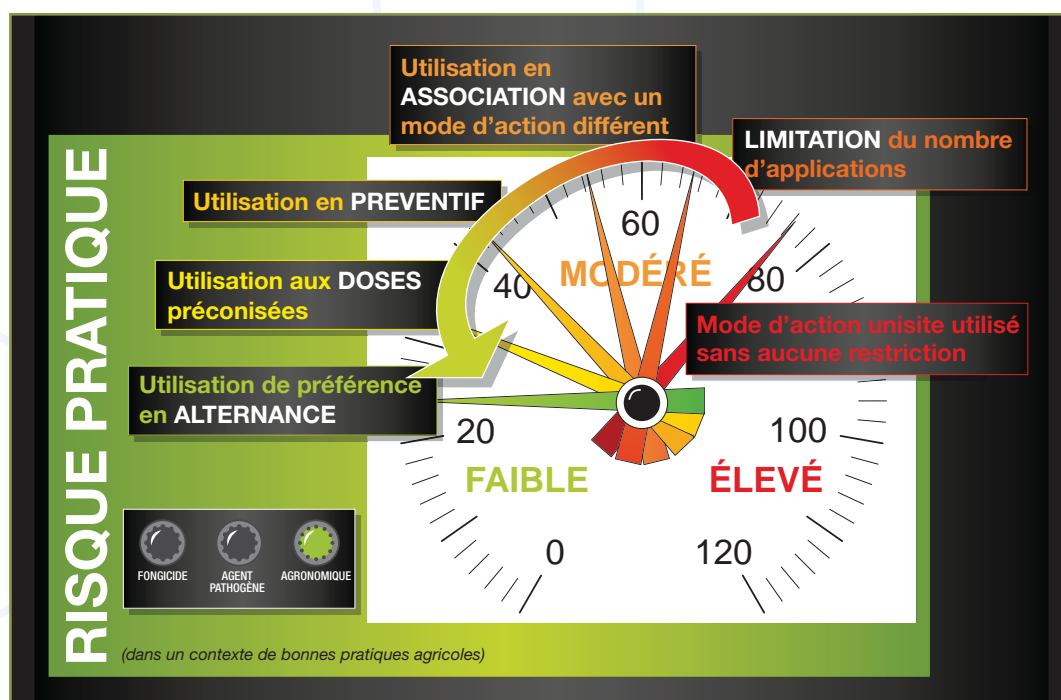 RISQUE PRATIQUE
Utilisation en
ASSOCIATION avec un
mode d'action différent
LIMITATION du nombre
d'applications
Utilisation en PREVENTIF
Utilisation aux DOSES
préconisées
Utilisation de préférence
en ALTERNANCE
Mode d'action unisite utilisé
sans aucune restriction
60
MODÉRÉ
40
80
20
100
FAIBLE
ÉLEVÉ
0
120
FONGICIDE
AGENT
PATHOGÈNE
AGRONOMIQUE
(dans un contexte de bonnes pratiques agricoles)